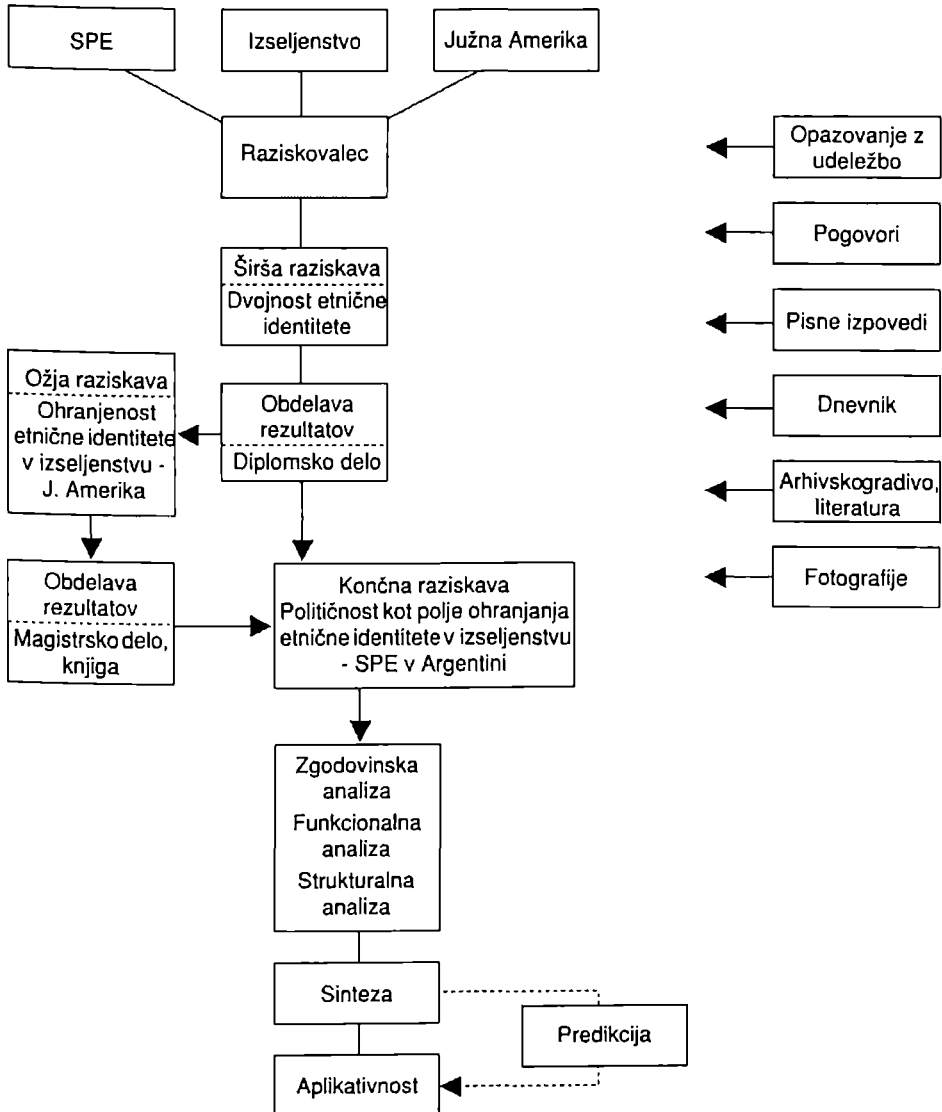 SPE
Izseljenstvo
Južna Amerika
Raziskovalec
Širša raziskava
Dvojnost etnične
identitete
Ožja raziskava
Ohranjenost
etnične identitete
v izseljenstvu -
J. Amerika
Obdelava
rezultatov
Diplomsko delo
Obdelava
rezultatov
Magistrsko delo,
knjiga
Končna raziskava
Političnost kot polje ohranjanja
etnične identitete v izseljenstvu
- SPE v Argentini
Zgodovinska
analiza
Funkcionalna
analiza
Strukturalna
analiza
Sinteza
Predikcija
Aplikativnost
Opazovanje z
udeležbo
Pogovori
Pisne izpovedi
Dnevnik
Arhivskogradivo,
literatura
Fotografije